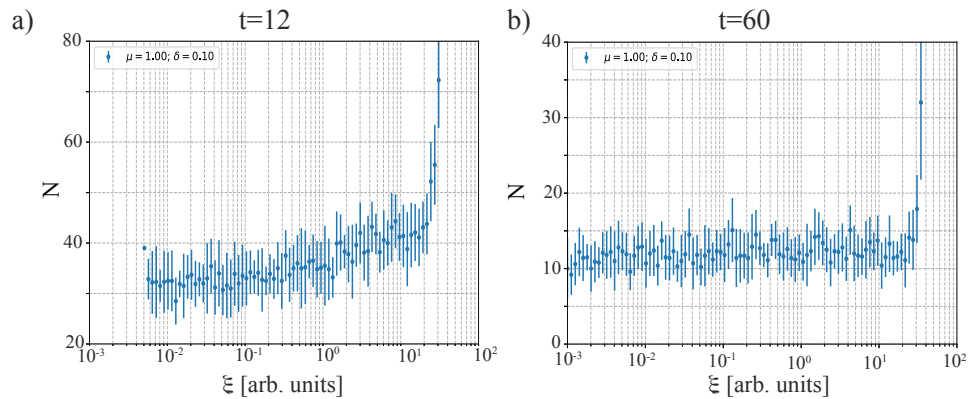 a)
t=12
80
60
40
20
N
μ = 1.00; δ = 0.10
10⁻³ 10⁻² 10⁻¹ 10⁰ 10¹ 10²
ξ [arb. units]
b)
t=60
40
30
20
10
0
N
μ = 1.00; δ = 0.10
10⁻³ 10⁻² 10⁻¹ 10⁰ 10¹ 10²
ξ [arb. units]